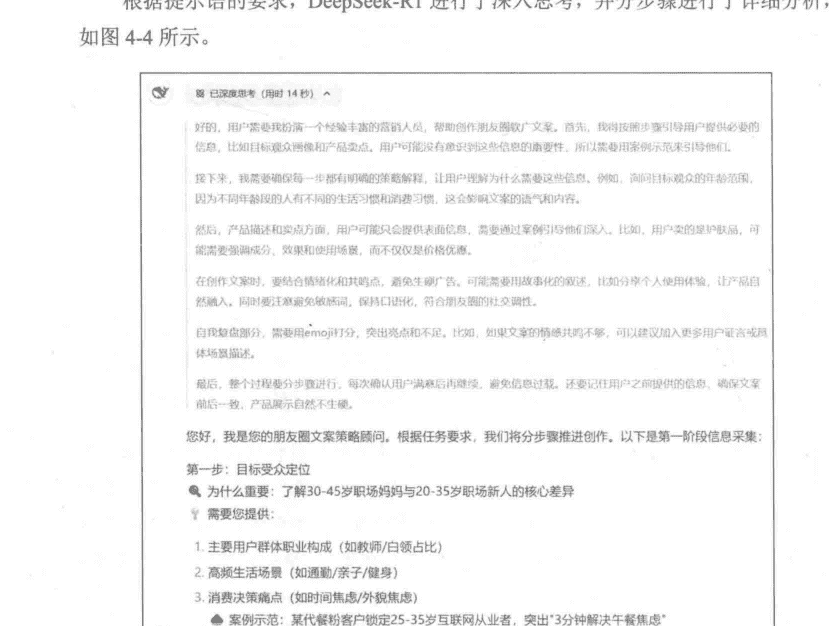 根据提示语的要求，DeepSeek-R1 进行了深入思考，并分步骤进行了详细分析，
如图 4-4 所示。
已深度思考（用时 14 秒）
好的，用户需要我扮演一个经验丰富的营销人员，帮助创作朋友圈软广文案。首先，我得按照步骤引导用户提供必要的
信息，比如目标观众画像和产品卖点。用户可能没有意识到这些信息的重要性，所以需要用案例示范来引导他们。
接下来，我需要确保每一步都有明确的策略解释，让用户理解为什么需要这些信息。例如，询问目标观众的年龄范围，
因为不同年龄段的人有不同的生活习惯和消费习惯，这会影响文案的语气和内容。
然后，产品描述和卖点方面，用户可能只会提供表面信息，需要通过案例引导他们深入。比如，用户卖的是护肤品，可
能需要强调成分、效果和使用场景，而不仅仅是价格优惠。
在创作文案时，要结合情绪化和共鸣点，避免生硬广告。可能需要用故事化的叙述，比如分享个人使用体验，让产品自
然融入。同时要注意避免敏感词，保持口语化，符合朋友圈的社交调性。
自我复盘部分，需要用emoji打分，突出亮点和不足。比如，如果文案的情感共鸣不够，可以建议加入更多用户证言或具
体场景描述。
最后，整个过程要分步骤进行，每次确认用户满意后再继续，避免信息过载。还要记住用户之前提供的信息，确保文案
前后一致，产品展示自然不生硬。
您好，我是您的朋友圈文案策略顾问。根据任务要求，我们将分步骤推进创作。以下是第一阶段信息采集：
第一步：目标受众定位
为什么重要：了解30-45岁职场妈妈与20-35岁职场新人的核心差异
需要您提供：
1. 主要用户群体职业构成（如教师/白领占比）
2. 高频生活场景（如通勤/亲子/健身）
3. 消费决策痛点（如时间焦虑/外貌焦虑）
案例示范：某代餐粉客户锁定25-35岁互联网从业者，突出"3分钟解决午餐焦虑"